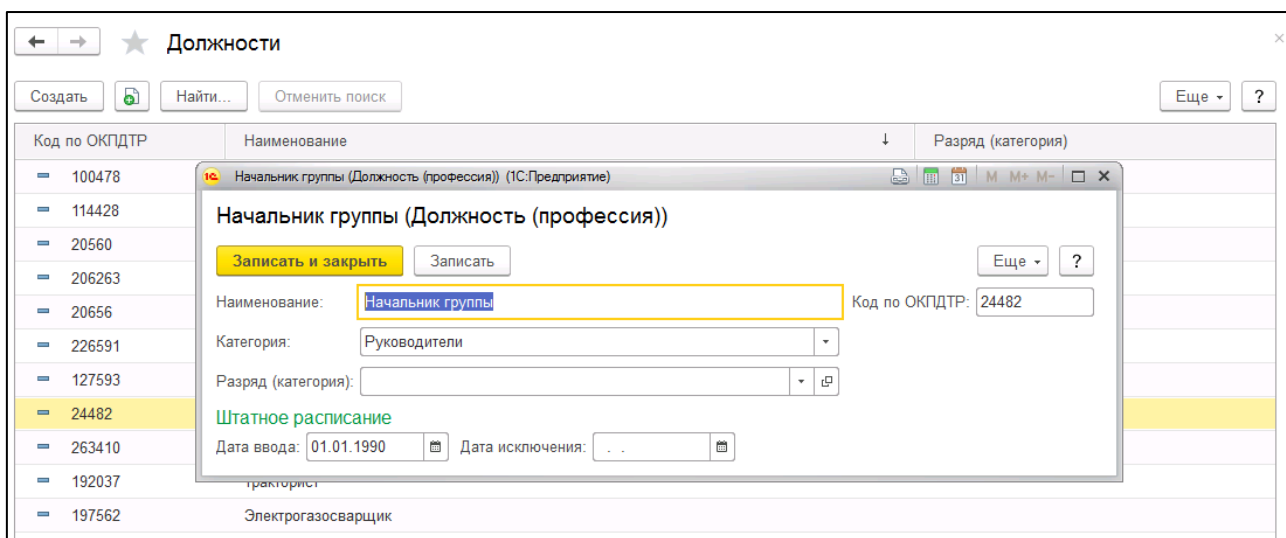 Должности
Создать Найти... Отменить поиск Еще ?
Код по ОКПДТР Наименование Разряд (категория)
100478
1С Начальник группы (Должность (профессия)) (1С:Предприятие) 31 M M+ M-
114428
Начальник группы (Должность (профессия))
20560
Записать и закрыть Записать Еще ?
206263
Наименование: Начальник группы Код по ОКПДТР: 24482
20656
226591
Категория: Руководители
127593
Разряд (категория):
24482
Штатное расписание
263410
Дата ввода: 01.01.1990 Дата исключения: . .
192037 Тракторист
197562 Электрогазосварщик